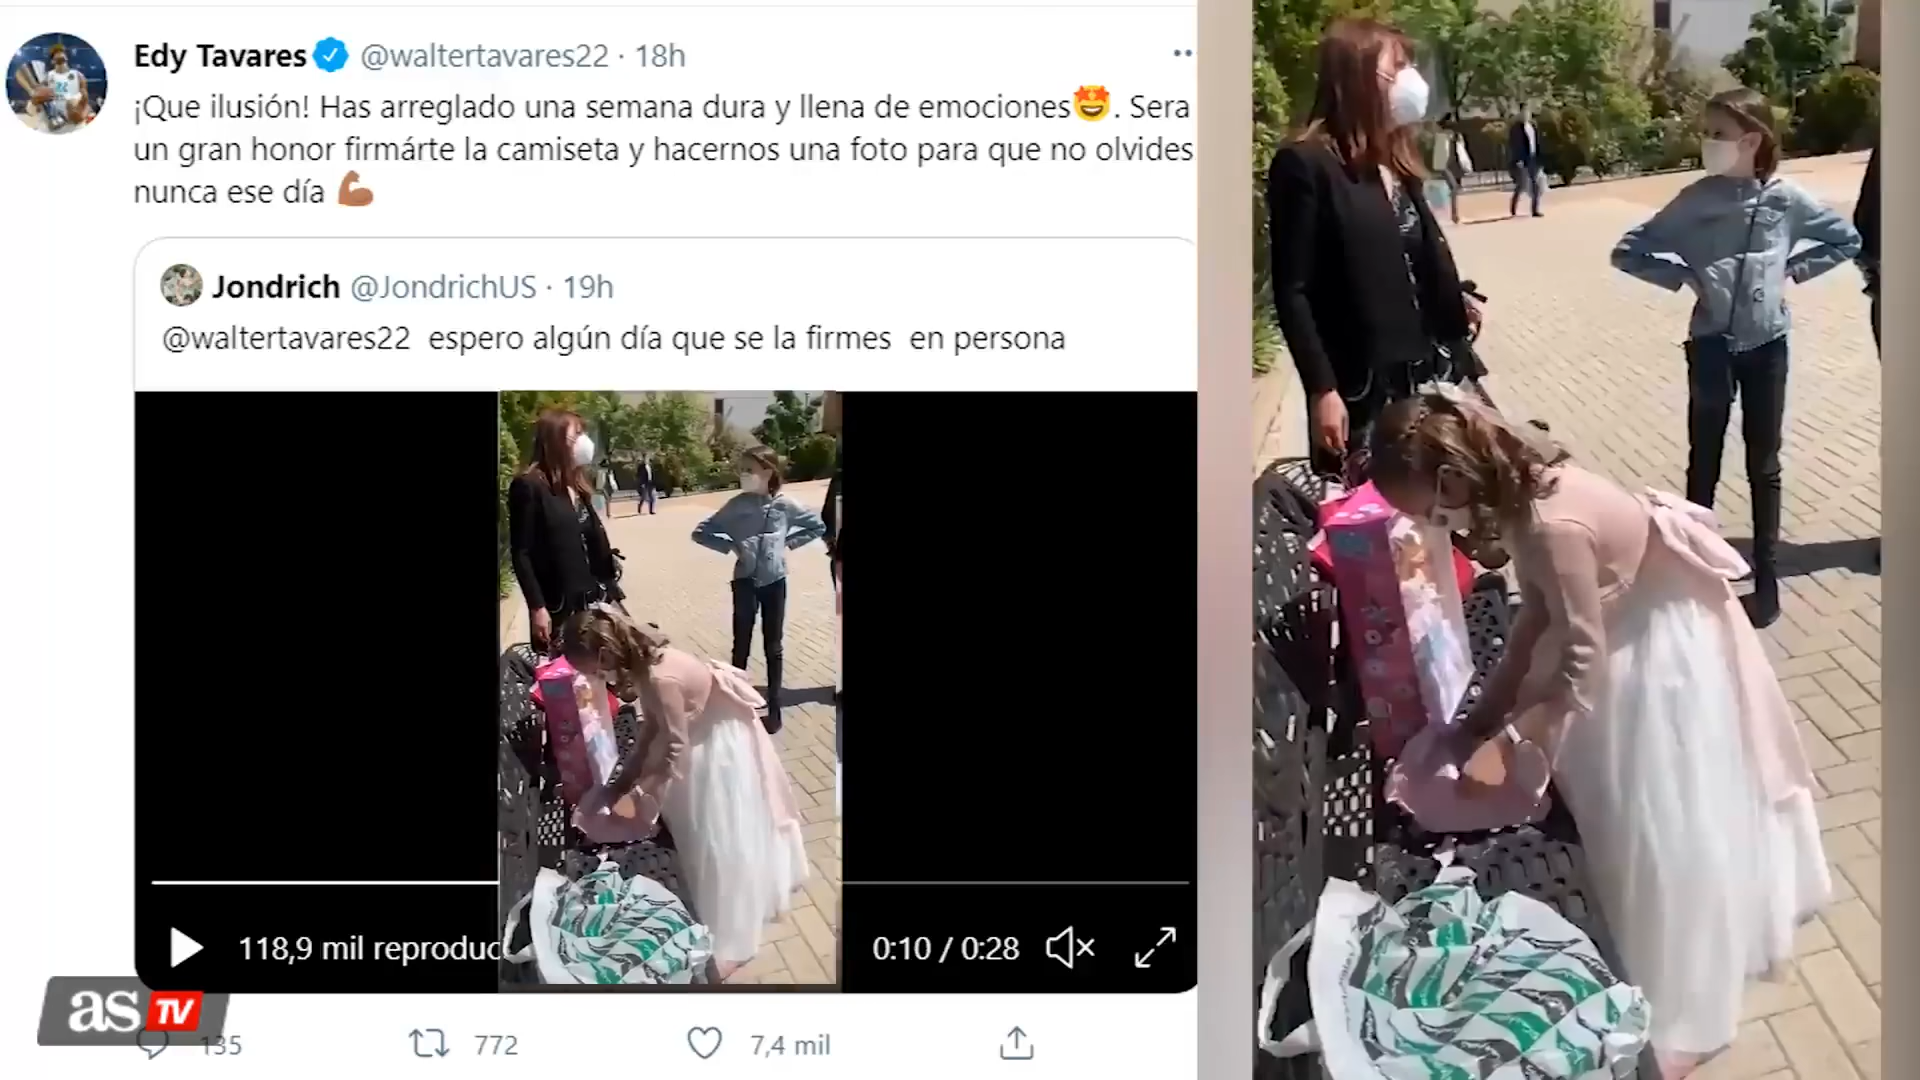 Edy Tavares @waltertavares22 · 18h
¡Que ilusión! Has arreglado una semana dura y llena de emociones🤩. Sera
un gran honor firmárte la camiseta y hacernos una foto para que no olvides
nunca ese día 💪🏾
Jondrich @JondrichUS · 19h
@waltertavares22 espero algún día que se la firmes en persona
118,9 mil reproduc
0:10 / 0:28
as TV
135
772
7,4 mil